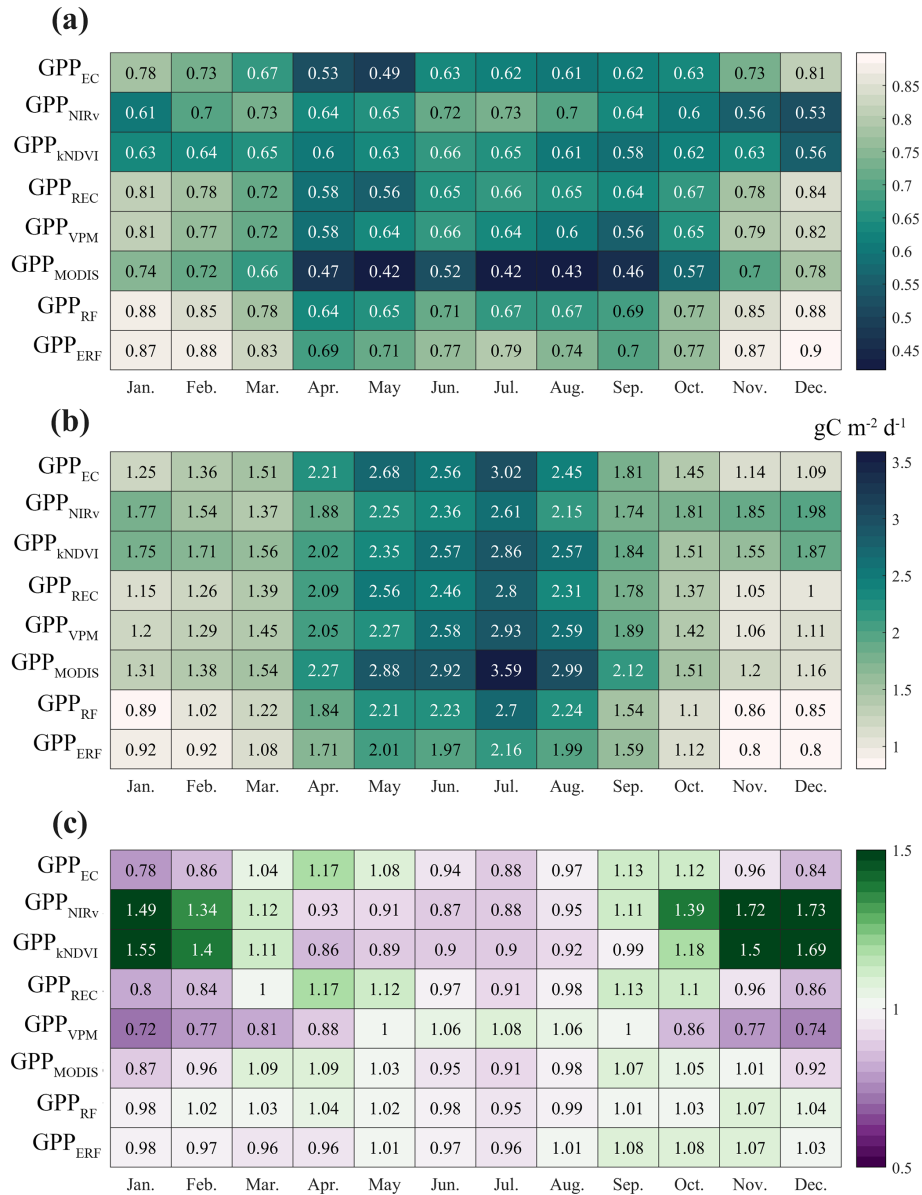 (a)
GPP_EC 0.78 0.73 0.67 0.53 0.49 0.63 0.62 0.61 0.62 0.63 0.73 0.81
GPP_NIRv 0.61 0.7 0.73 0.64 0.65 0.72 0.73 0.7 0.64 0.6 0.56 0.53
GPP_kNDVI 0.63 0.64 0.65 0.6 0.63 0.66 0.65 0.61 0.58 0.62 0.63 0.56
GPP_REC 0.81 0.78 0.72 0.58 0.56 0.65 0.66 0.65 0.64 0.67 0.78 0.84
GPP_VPM 0.81 0.77 0.72 0.58 0.64 0.66 0.64 0.6 0.56 0.65 0.79 0.82
GPP_MODIS 0.74 0.72 0.66 0.47 0.42 0.52 0.42 0.43 0.46 0.57 0.7 0.78
GPP_RF 0.88 0.85 0.78 0.64 0.65 0.71 0.67 0.67 0.69 0.77 0.85 0.88
GPP_ERF 0.87 0.88 0.83 0.69 0.71 0.77 0.79 0.74 0.7 0.77 0.87 0.9
Jan. Feb. Mar. Apr. May Jun. Jul. Aug. Sep. Oct. Nov. Dec.
0.85
0.8
0.75
0.7
0.65
0.6
0.55
0.5
0.45
(b)
gC m⁻² d⁻¹
GPP_EC 1.25 1.36 1.51 2.21 2.68 2.56 3.02 2.45 1.81 1.45 1.14 1.09
GPP_NIRv 1.77 1.54 1.37 1.88 2.25 2.36 2.61 2.15 1.74 1.81 1.85 1.98
GPP_kNDVI 1.75 1.71 1.56 2.02 2.35 2.57 2.86 2.57 1.84 1.51 1.55 1.87
GPP_REC 1.15 1.26 1.39 2.09 2.56 2.46 2.8 2.31 1.78 1.37 1.05 1
GPP_VPM 1.2 1.29 1.45 2.05 2.27 2.58 2.93 2.59 1.89 1.42 1.06 1.11
GPP_MODIS 1.31 1.38 1.54 2.27 2.88 2.92 3.59 2.99 2.12 1.51 1.2 1.16
GPP_RF 0.89 1.02 1.22 1.84 2.21 2.23 2.7 2.24 1.54 1.1 0.86 0.85
GPP_ERF 0.92 0.92 1.08 1.71 2.01 1.97 2.16 1.99 1.59 1.12 0.8 0.8
Jan. Feb. Mar. Apr. May Jun. Jul. Aug. Sep. Oct. Nov. Dec.
3.5
3
2.5
2
1.5
1
(c)
GPP_EC 0.78 0.86 1.04 1.17 1.08 0.94 0.88 0.97 1.13 1.12 0.96 0.84
GPP_NIRv 1.49 1.34 1.12 0.93 0.91 0.87 0.88 0.95 1.11 1.39 1.72 1.73
GPP_kNDVI 1.55 1.4 1.11 0.86 0.89 0.9 0.9 0.92 0.99 1.18 1.5 1.69
GPP_REC 0.8 0.84 1 1.17 1.12 0.97 0.91 0.98 1.13 1.1 0.96 0.86
GPP_VPM 0.72 0.77 0.81 0.88 1 1.06 1.08 1.06 1 0.86 0.77 0.74
GPP_MODIS 0.87 0.96 1.09 1.09 1.03 0.95 0.91 0.98 1.07 1.05 1.01 0.92
GPP_RF 0.98 1.02 1.03 1.04 1.02 0.98 0.95 0.99 1.01 1.03 1.07 1.04
GPP_ERF 0.98 0.97 0.96 0.96 1.01 0.97 0.96 1.01 1.08 1.08 1.07 1.03
Jan. Feb. Mar. Apr. May Jun. Jul. Aug. Sep. Oct. Nov. Dec.
1.5
1
0.5